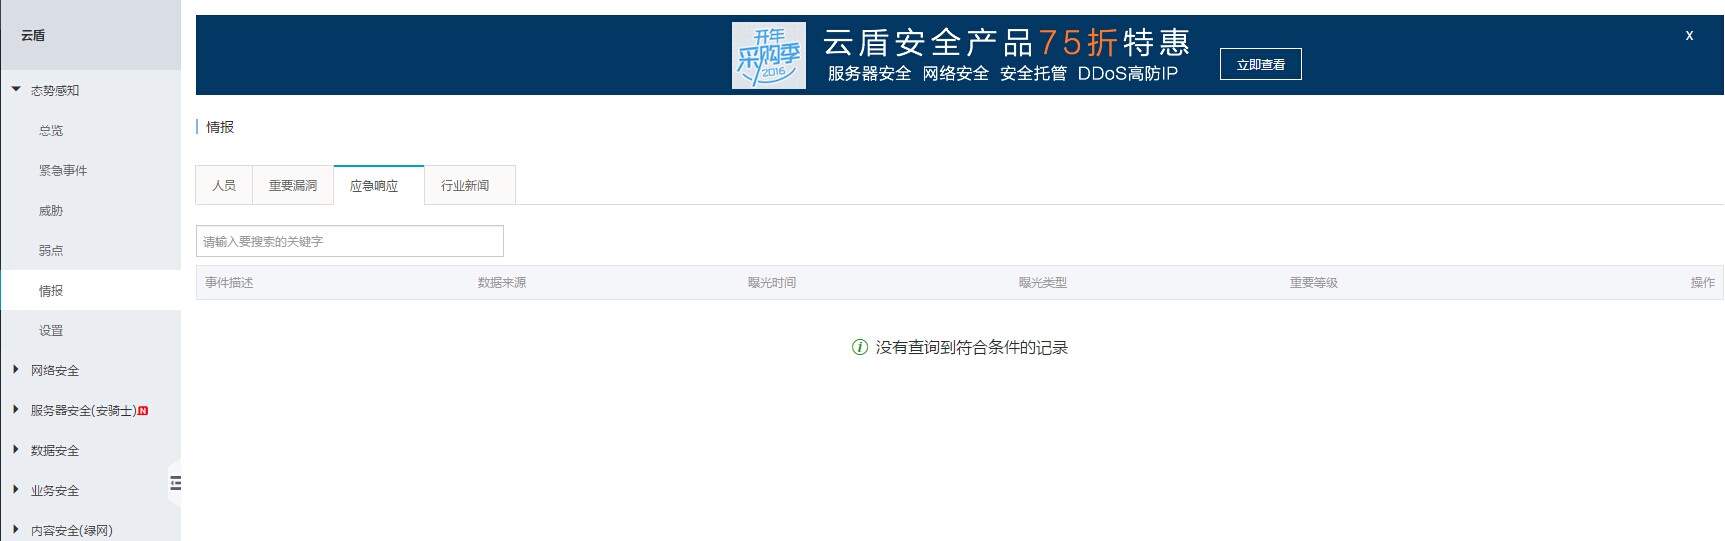 云盾
态势感知
总览
紧急事件
威胁
弱点
情报
设置
网络安全
服务器安全(安骑士) N
数据安全
业务安全
内容安全(绿网)
开年
采购季
2016
云盾安全产品75折特惠
服务器安全 网络安全 安全托管 DDoS高防IP
立即查看
x
情报
人员 重要漏洞 应急响应 行业新闻
请输入要搜索的关键字
事件描述 数据来源 曝光时间 曝光类型 重要等级 操作
没有查询到符合条件的记录